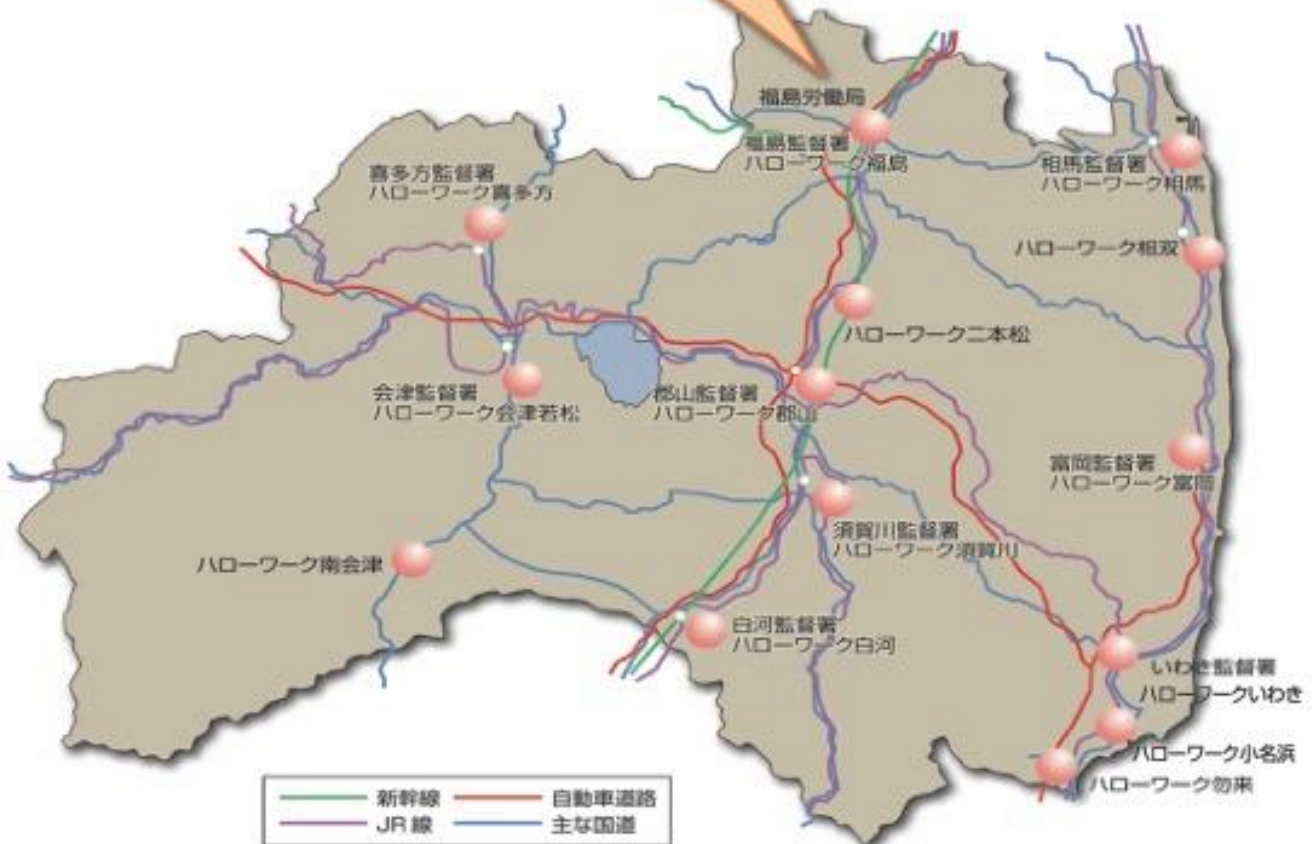 福島労働局
福島監督署
ハローワーク福島
喜多方監督署
ハローワーク喜多方
相馬監督署
ハローワーク相馬
ハローワーク相双
ハローワーク二本松
会津監督署
ハローワーク会津若松
郡山監督署
ハローワーク郡山
富岡監督署
ハローワーク富岡
須賀川監督署
ハローワーク須賀川
ハローワーク南会津
白河監督署
ハローワーク白河
いわき監督署
ハローワークいわき
ハローワーク小名浜
ハローワーク勿来
新幹線 自動車道路
JR線 主な国道